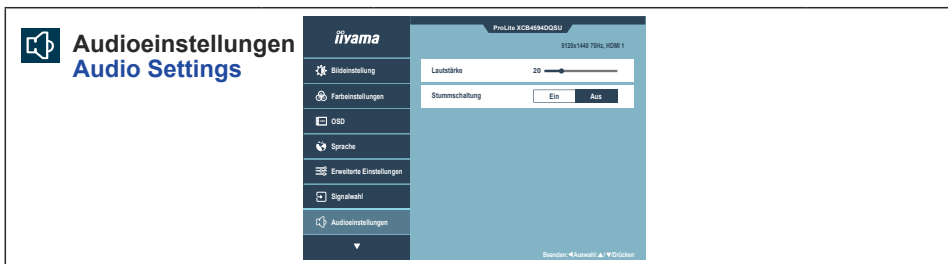 Audioeinstellungen
Audio Settings
iiyama
ProLite XCB4594DQSU
5120x1440 75Hz, HDMI 1
Bildeinstellung
Farbeinstellungen
OSD
Sprache
Erweiterte Einstellungen
Signalwahl
Audioeinstellungen
▼
Lautstärke 20
Stummschaltung Ein Aus
Beenden:◀Auswahl:▲/▼/Drücken